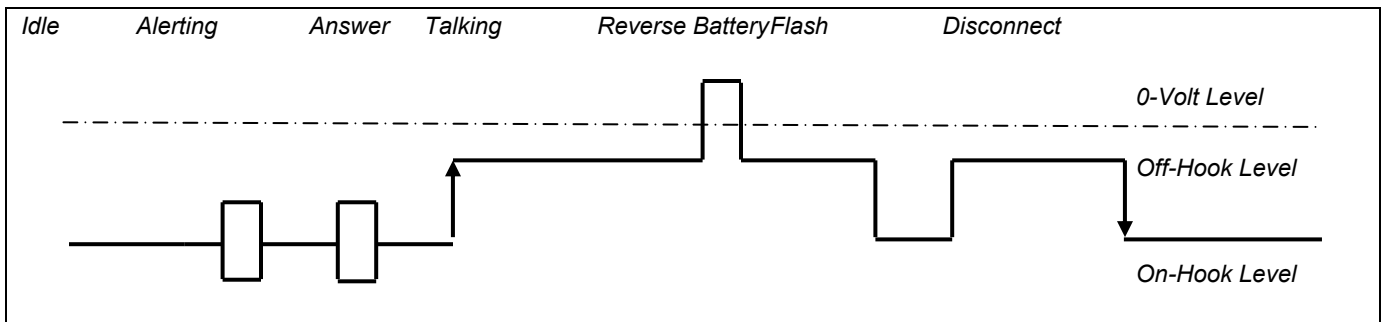 Idle Alerting Answer Talking Reverse BatteryFlash Disconnect
0-Volt Level
Off-Hook Level
On-Hook Level